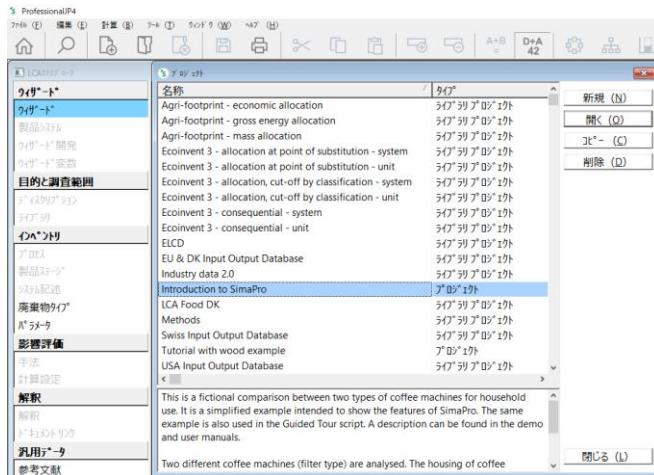 ProfessionalUP4
ファイル (F) 編集 (E) 計算 (B) ツール (T) ウィンドウ (W) ヘルプ (H)
A+B
=
D+A
42
LCAエクスプローラ
ウィザード
ウィザード
製品システム
ウィザード開発
ウィザード変数
目的と調査範囲
ディスクリプション
ライブラリ
インベントリ
プロセス
製品ステージ
システム記述
廃棄物タイプ
パラメータ
影響評価
手法
計算設定
解釈
解釈
ドキュメントリンク
汎用データ
参考文献
プロジェクト
名称 / タイプ
Agri-footprint - economic allocation ライブラリ プロジェクト
Agri-footprint - gross energy allocation ライブラリ プロジェクト
Agri-footprint - mass allocation ライブラリ プロジェクト
Ecoinvent 3 - allocation at point of substitution - system ライブラリ プロジェクト
Ecoinvent 3 - allocation at point of substitution - unit ライブラリ プロジェクト
Ecoinvent 3 - allocation, cut-off by classification - system ライブラリ プロジェクト
Ecoinvent 3 - allocation, cut-off by classification - unit ライブラリ プロジェクト
Ecoinvent 3 - consequential - system ライブラリ プロジェクト
Ecoinvent 3 - consequential - unit ライブラリ プロジェクト
ELCD ライブラリ プロジェクト
EU & DK Input Output Database ライブラリ プロジェクト
Industry data 2.0 ライブラリ プロジェクト
Introduction to SimaPro プロジェクト
LCA Food DK ライブラリ プロジェクト
Methods ライブラリ プロジェクト
Swiss Input Output Database ライブラリ プロジェクト
Tutorial with wood example プロジェクト
USA Input Output Database ライブラリ プロジェクト
This is a fictional comparison between two types of coffee machines for household
use. It is a simplified example intended to show the features of SimaPro. The same
example is also used in the Guided Tour script. A description can be found in the demo
and user manuals.
Two different coffee machines (filter type) are analysed. The housing of coffee
新規 (N)
開く (O)
コピー (C)
削除 (D)
閉じる (L)